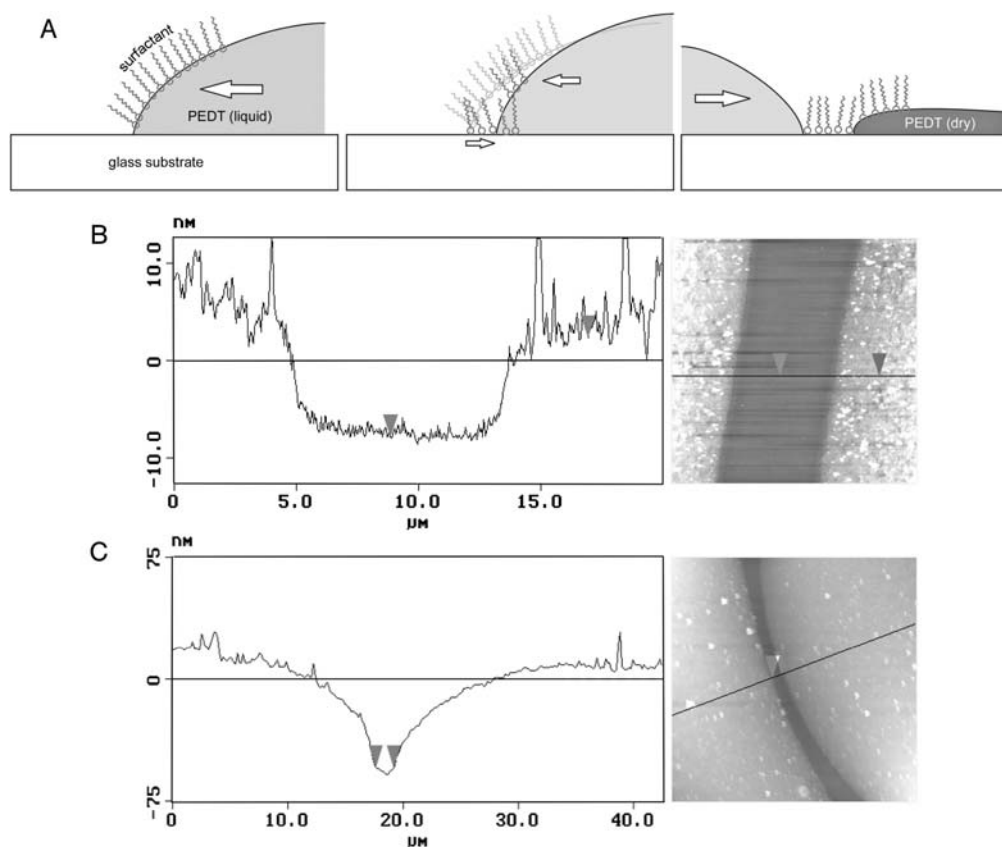 A
surfactant
PEDT (liquid)
glass substrate
PEDT (dry)
B
nm
10.0
0
-10.0
0 5.0 10.0 15.0
μM
C
nm
75
0
-75
0 10.0 20.0 30.0 40.0
μM